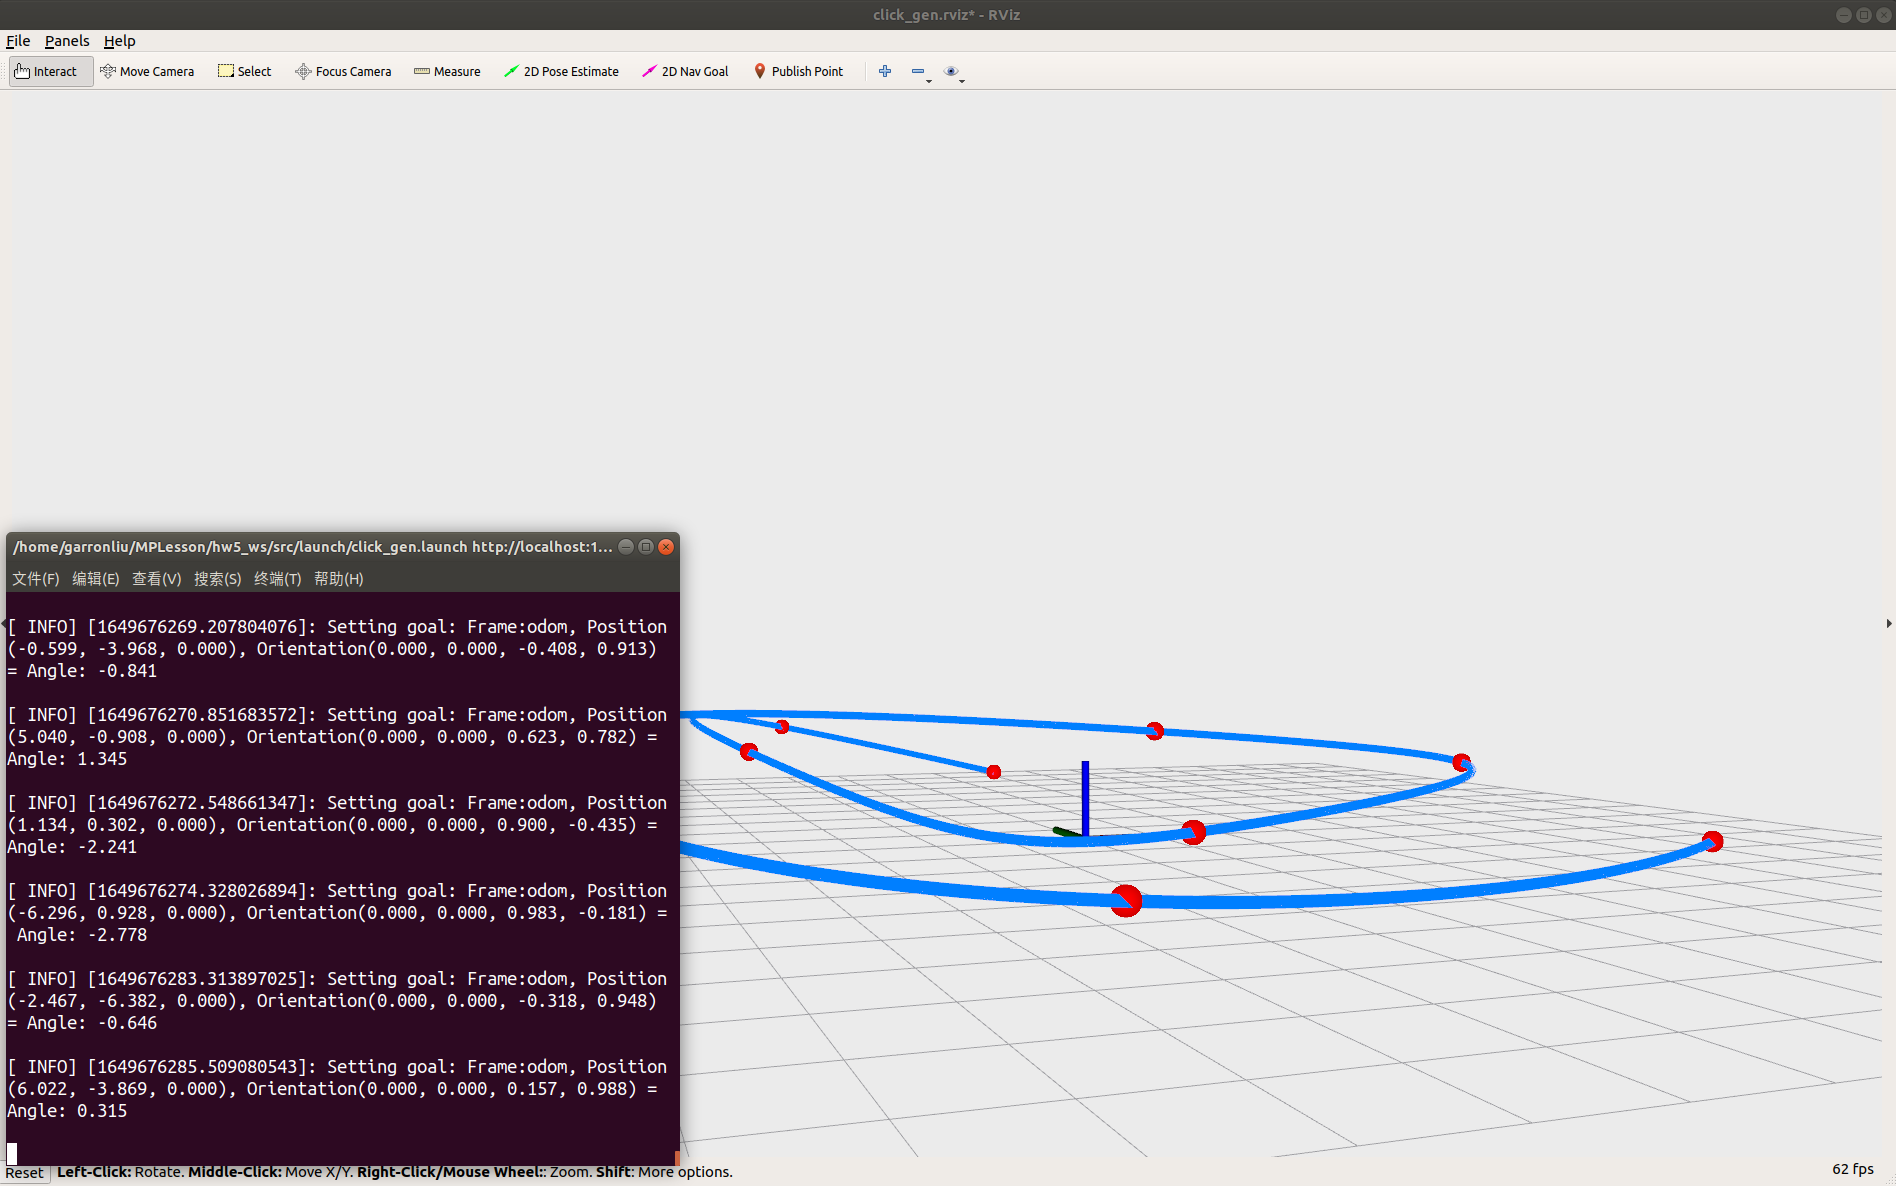 click_gen.rviz* - RViz
File Panels Help
Interact Move Camera Select Focus Camera Measure 2D Pose Estimate 2D Nav Goal Publish Point
/home/garronliu/MPLesson/hw5_ws/src/launch/click_gen.launch http://localhost:1...
文件(F) 编辑(E) 查看(V) 搜索(S) 终端(T) 帮助(H)
[ INFO] [1649676269.207804076]: Setting goal: Frame:odom, Position
(-0.599, -3.968, 0.000), Orientation(0.000, 0.000, -0.408, 0.913)
= Angle: -0.841
[ INFO] [1649676270.851683572]: Setting goal: Frame:odom, Position
(5.040, -0.908, 0.000), Orientation(0.000, 0.000, 0.623, 0.782) =
Angle: 1.345
[ INFO] [1649676272.548661347]: Setting goal: Frame:odom, Position
(1.134, 0.302, 0.000), Orientation(0.000, 0.000, 0.900, -0.435) =
Angle: -2.241
[ INFO] [1649676274.328026894]: Setting goal: Frame:odom, Position
(-6.296, 0.928, 0.000), Orientation(0.000, 0.000, 0.983, -0.181) =
Angle: -2.778
[ INFO] [1649676283.313897025]: Setting goal: Frame:odom, Position
(-2.467, -6.382, 0.000), Orientation(0.000, 0.000, -0.318, 0.948)
= Angle: -0.646
[ INFO] [1649676285.509080543]: Setting goal: Frame:odom, Position
(6.022, -3.869, 0.000), Orientation(0.000, 0.000, 0.157, 0.988) =
Angle: 0.315
Reset Left-Click: Rotate. Middle-Click: Move X/Y. Right-Click/Mouse Wheel:: Zoom. Shift: More options. 62 fps